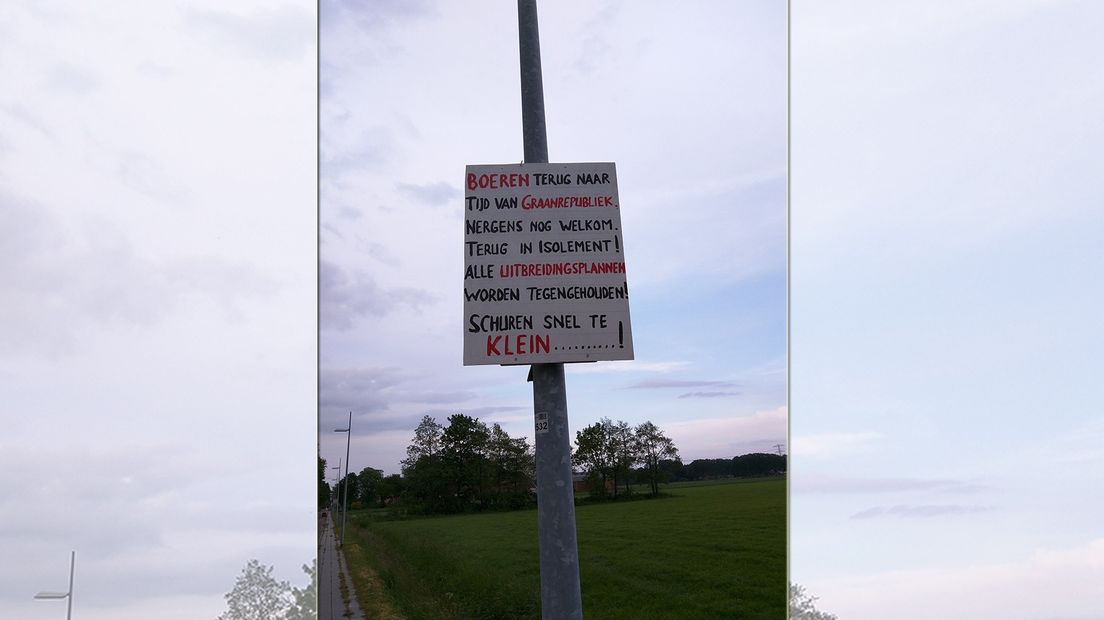 BOEREN TERUG NAAR
TIJD VAN GRAANREPUBLIEK.
NERGENS NOG WELKOM.
TERUG IN ISOLEMENT!
ALLE UITBREIDINGSPLANNEN
WORDEN TEGENGEHOUDEN!
SCHUREN SNEL TE
KLEIN..........!
632